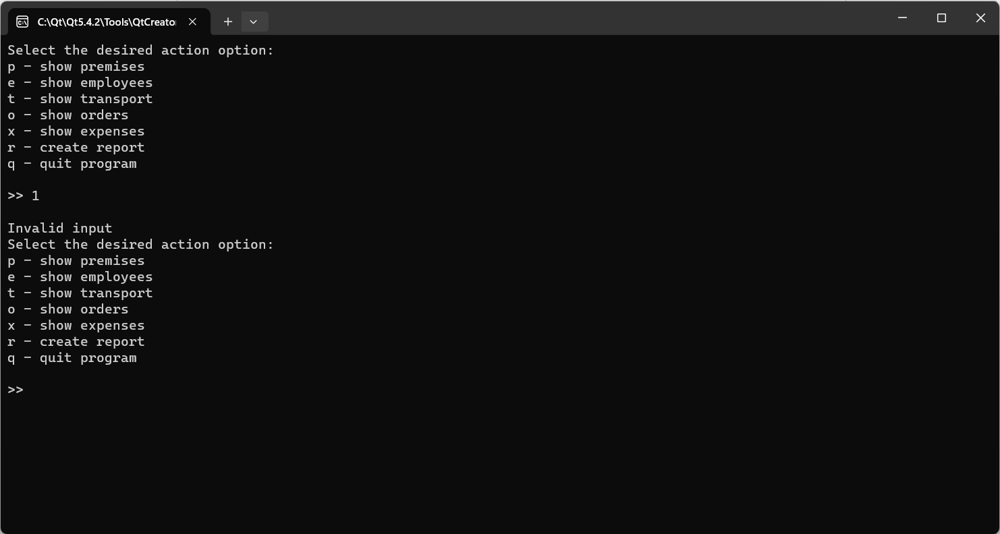 C:\Qt\Qt5.4.2\Tools\QtCreato
Select the desired action option:
p - show premises
e - show employees
t - show transport
o - show orders
x - show expenses
r - create report
q - quit program
>> 1
Invalid input
Select the desired action option:
p - show premises
e - show employees
t - show transport
o - show orders
x - show expenses
r - create report
q - quit program
>>